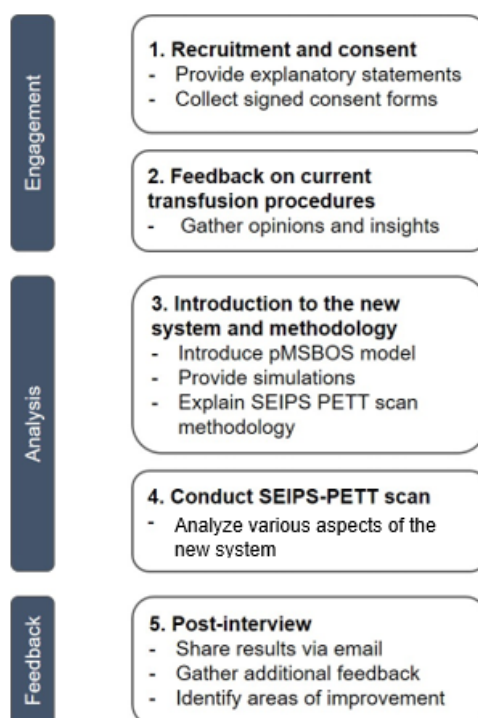 Engagement
1. Recruitment and consent
- Provide explanatory statements
- Collect signed consent forms
2. Feedback on current
transfusion procedures
- Gather opinions and insights
Analysis
3. Introduction to the new
system and methodology
- Introduce pMSBOS model
- Provide simulations
- Explain SEIPS PETT scan
methodology
4. Conduct SEIPS-PETT scan
- Analyze various aspects of the
new system
Feedback
5. Post-interview
- Share results via email
- Gather additional feedback
- Identify areas of improvement